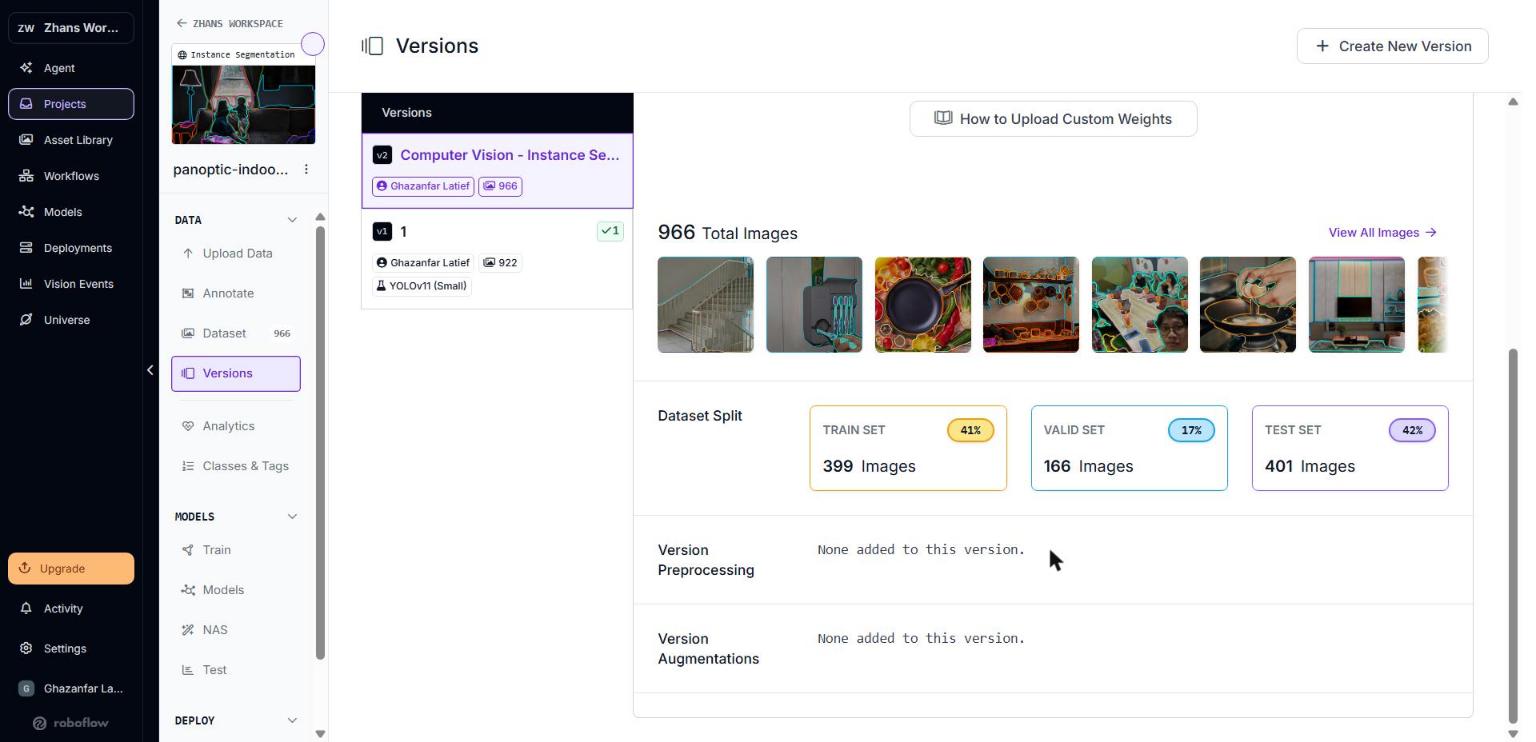 ZW Zhans Wor...
Agent
Projects
Asset Library
Workflows
Models
Deployments
Vision Events
Universe
Upgrade
Activity
Settings
G Ghazanfar La...
roboflow
ZHANS WORKSPACE
Instance Segmentation
panoptic-indoo...
DATA
Upload Data
Annotate
Dataset 966
Versions
Analytics
Classes & Tags
MODELS
Train
Models
NAS
Test
DEPLOY
Versions
Create New Version
Versions
v2 Computer Vision - Instance Se...
Ghazanfar Latief 966
v1 1 1
Ghazanfar Latief 922
YOLOv11 (Small)
How to Upload Custom Weights
966 Total Images
View All Images
Dataset Split
TRAIN SET 41%
399 Images
VALID SET 17%
166 Images
TEST SET 42%
401 Images
Version Preprocessing
None added to this version.
Version Augmentations
None added to this version.